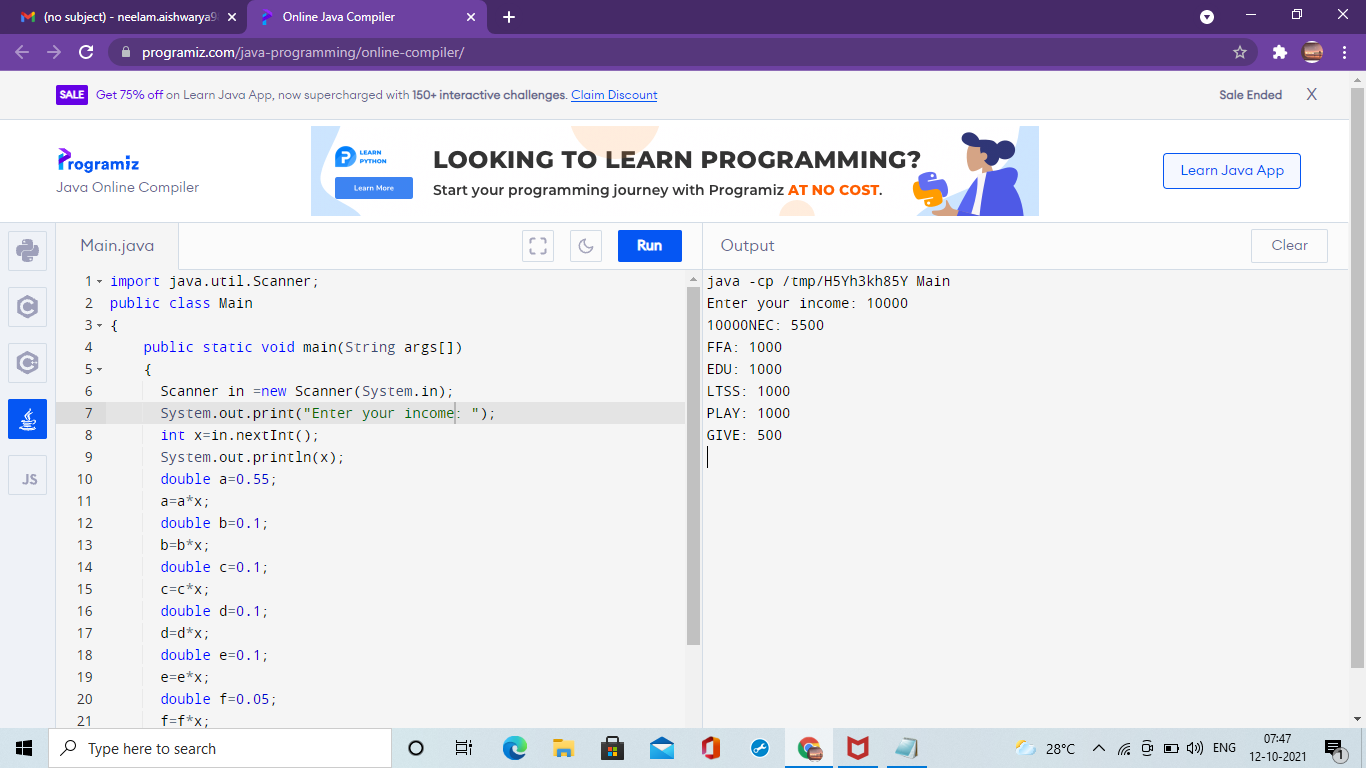 (no subject) - neelam.aishwarya9
Online Java Compiler
programiz.com/java-programming/online-compiler/
SALE Get 75% off on Learn Java App, now supercharged with 150+ interactive challenges. Claim Discount
Sale Ended X
Programiz
Java Online Compiler
LEARN
PYTHON
Learn More
LOOKING TO LEARN PROGRAMMING?
Start your programming journey with Programiz AT NO COST.
Learn Java App
Main.java
Run
Output
Clear
JS
1 import java.util.Scanner;
2 public class Main
3 {
4 public static void main(String args[])
5 {
6 Scanner in =new Scanner(System.in);
7 System.out.print("Enter your income: ");
8 int x=in.nextInt();
9 System.out.println(x);
10 double a=0.55;
11 a=a*x;
12 double b=0.1;
13 b=b*x;
14 double c=0.1;
15 c=c*x;
16 double d=0.1;
17 d=d*x;
18 double e=0.1;
19 e=e*x;
20 double f=0.05;
21 f=f*x;
java -cp /tmp/H5Yh3kh85Y Main
Enter your income: 10000
10000NEC: 5500
FFA: 1000
EDU: 1000
LTSS: 1000
PLAY: 1000
GIVE: 500
Type here to search
28°C
ENG
07:47
12-10-2021
1